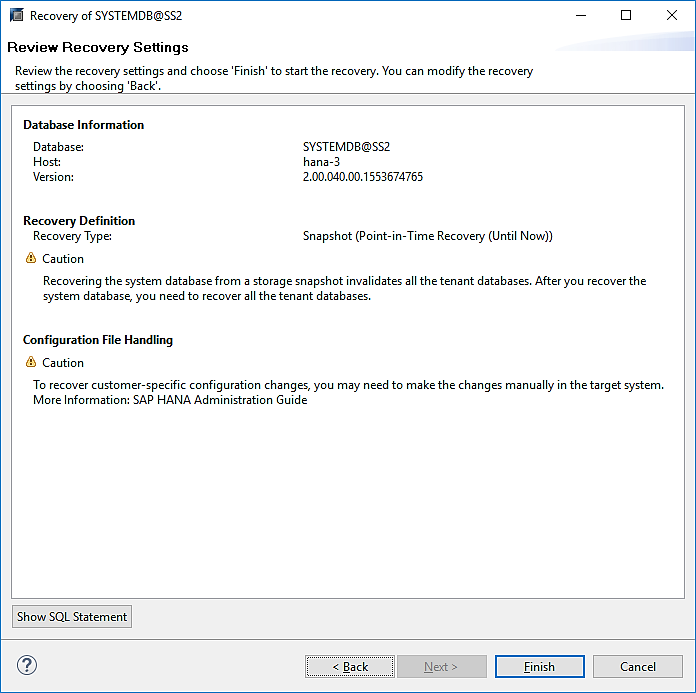 Recovery of SYSTEMDB@SS2
Review Recovery Settings
Review the recovery settings and choose 'Finish' to start the recovery. You can modify the recovery
settings by choosing 'Back'.
Database Information
Database: SYSTEMDB@SS2
Host: hana-3
Version: 2.00.040.00.1553674765
Recovery Definition
Recovery Type: Snapshot (Point-in-Time Recovery (Until Now))
Caution
Recovering the system database from a storage snapshot invalidates all the tenant databases. After you recover the
system database, you need to recover all the tenant databases.
Configuration File Handling
Caution
To recover customer-specific configuration changes, you may need to make the changes manually in the target system.
More Information: SAP HANA Administration Guide
Show SQL Statement
? < Back Next > Finish Cancel